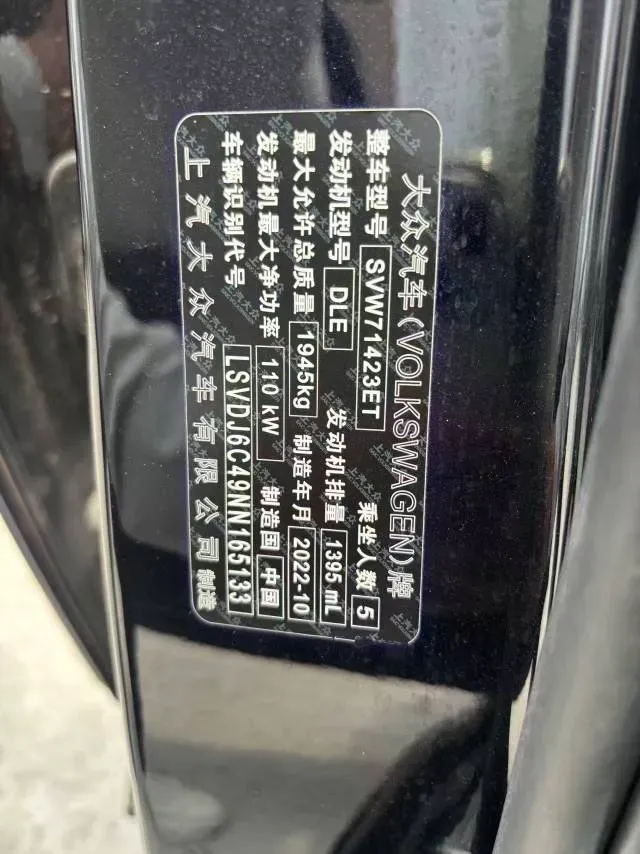 大众汽车(VOLKSWAGEN)牌
整车型号 SVW71423ET 乘坐人数 5
发动机型号 DLE 发动机排量 1395 mL
最大允许总质量 1945kg 制造年月 2022-10
发动机最大净功率 110 kW 制造国 中国
车辆识别代号 LSVDJ6C49NN165133
上汽大众汽车有限公司 制造